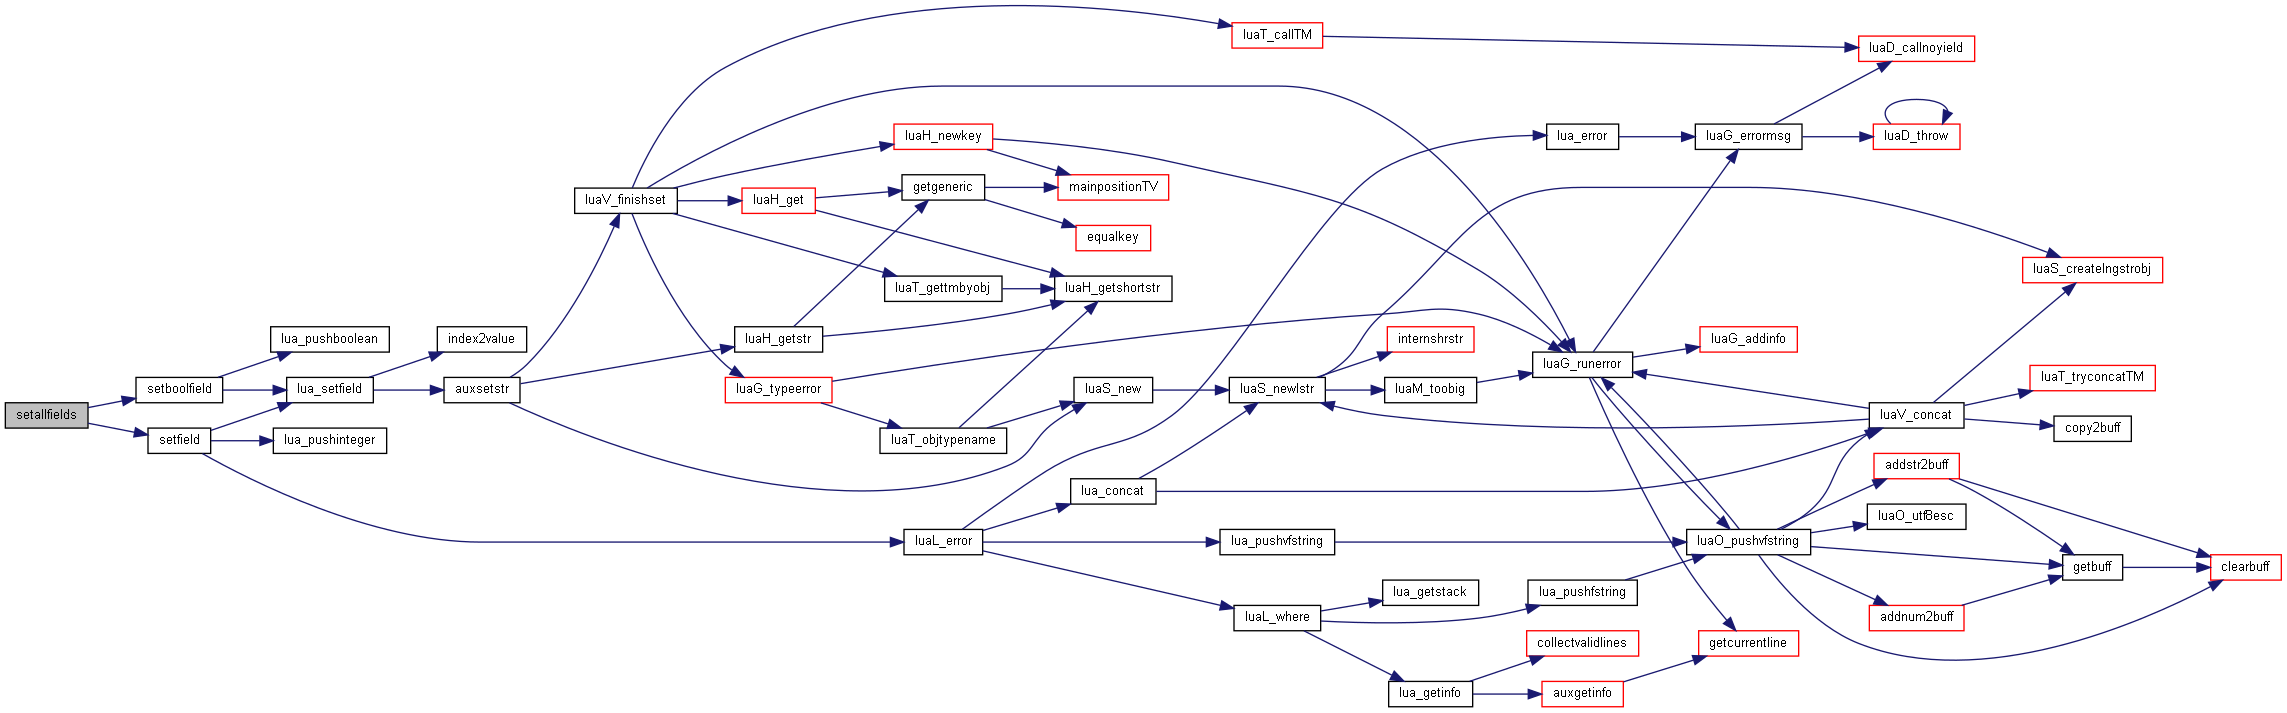 luaT_callTM
luaD_callnoyield
luaH_newkey
lua_error
luaG_errormsg
luaD_throw
getgeneric
mainpositionTV
luaV_finishset
luaH_get
equalkey
luaS_createlngstrobj
luaT_gettmbyobj
luaH_getshortstr
lua_pushboolean
index2value
luaH_getstr
internshrstr
luaG_addinfo
luaG_runerror
setboolfield
lua_setfield
auxsetstr
luaG_typeerror
luaS_new
luaS_newlstr
luaM_toobig
luaT_tryconcatTM
setallfields
luaV_concat
copy2buff
setfield
lua_pushinteger
luaT_objtypename
addstr2buff
lua_concat
luaO_utf8esc
luaL_error
lua_pushvfstring
luaO_pushvfstring
getbuff
clearbuff
lua_getstack
lua_pushfstring
luaL_where
addnum2buff
collectvalidlines
getcurrentline
lua_getinfo
auxgetinfo